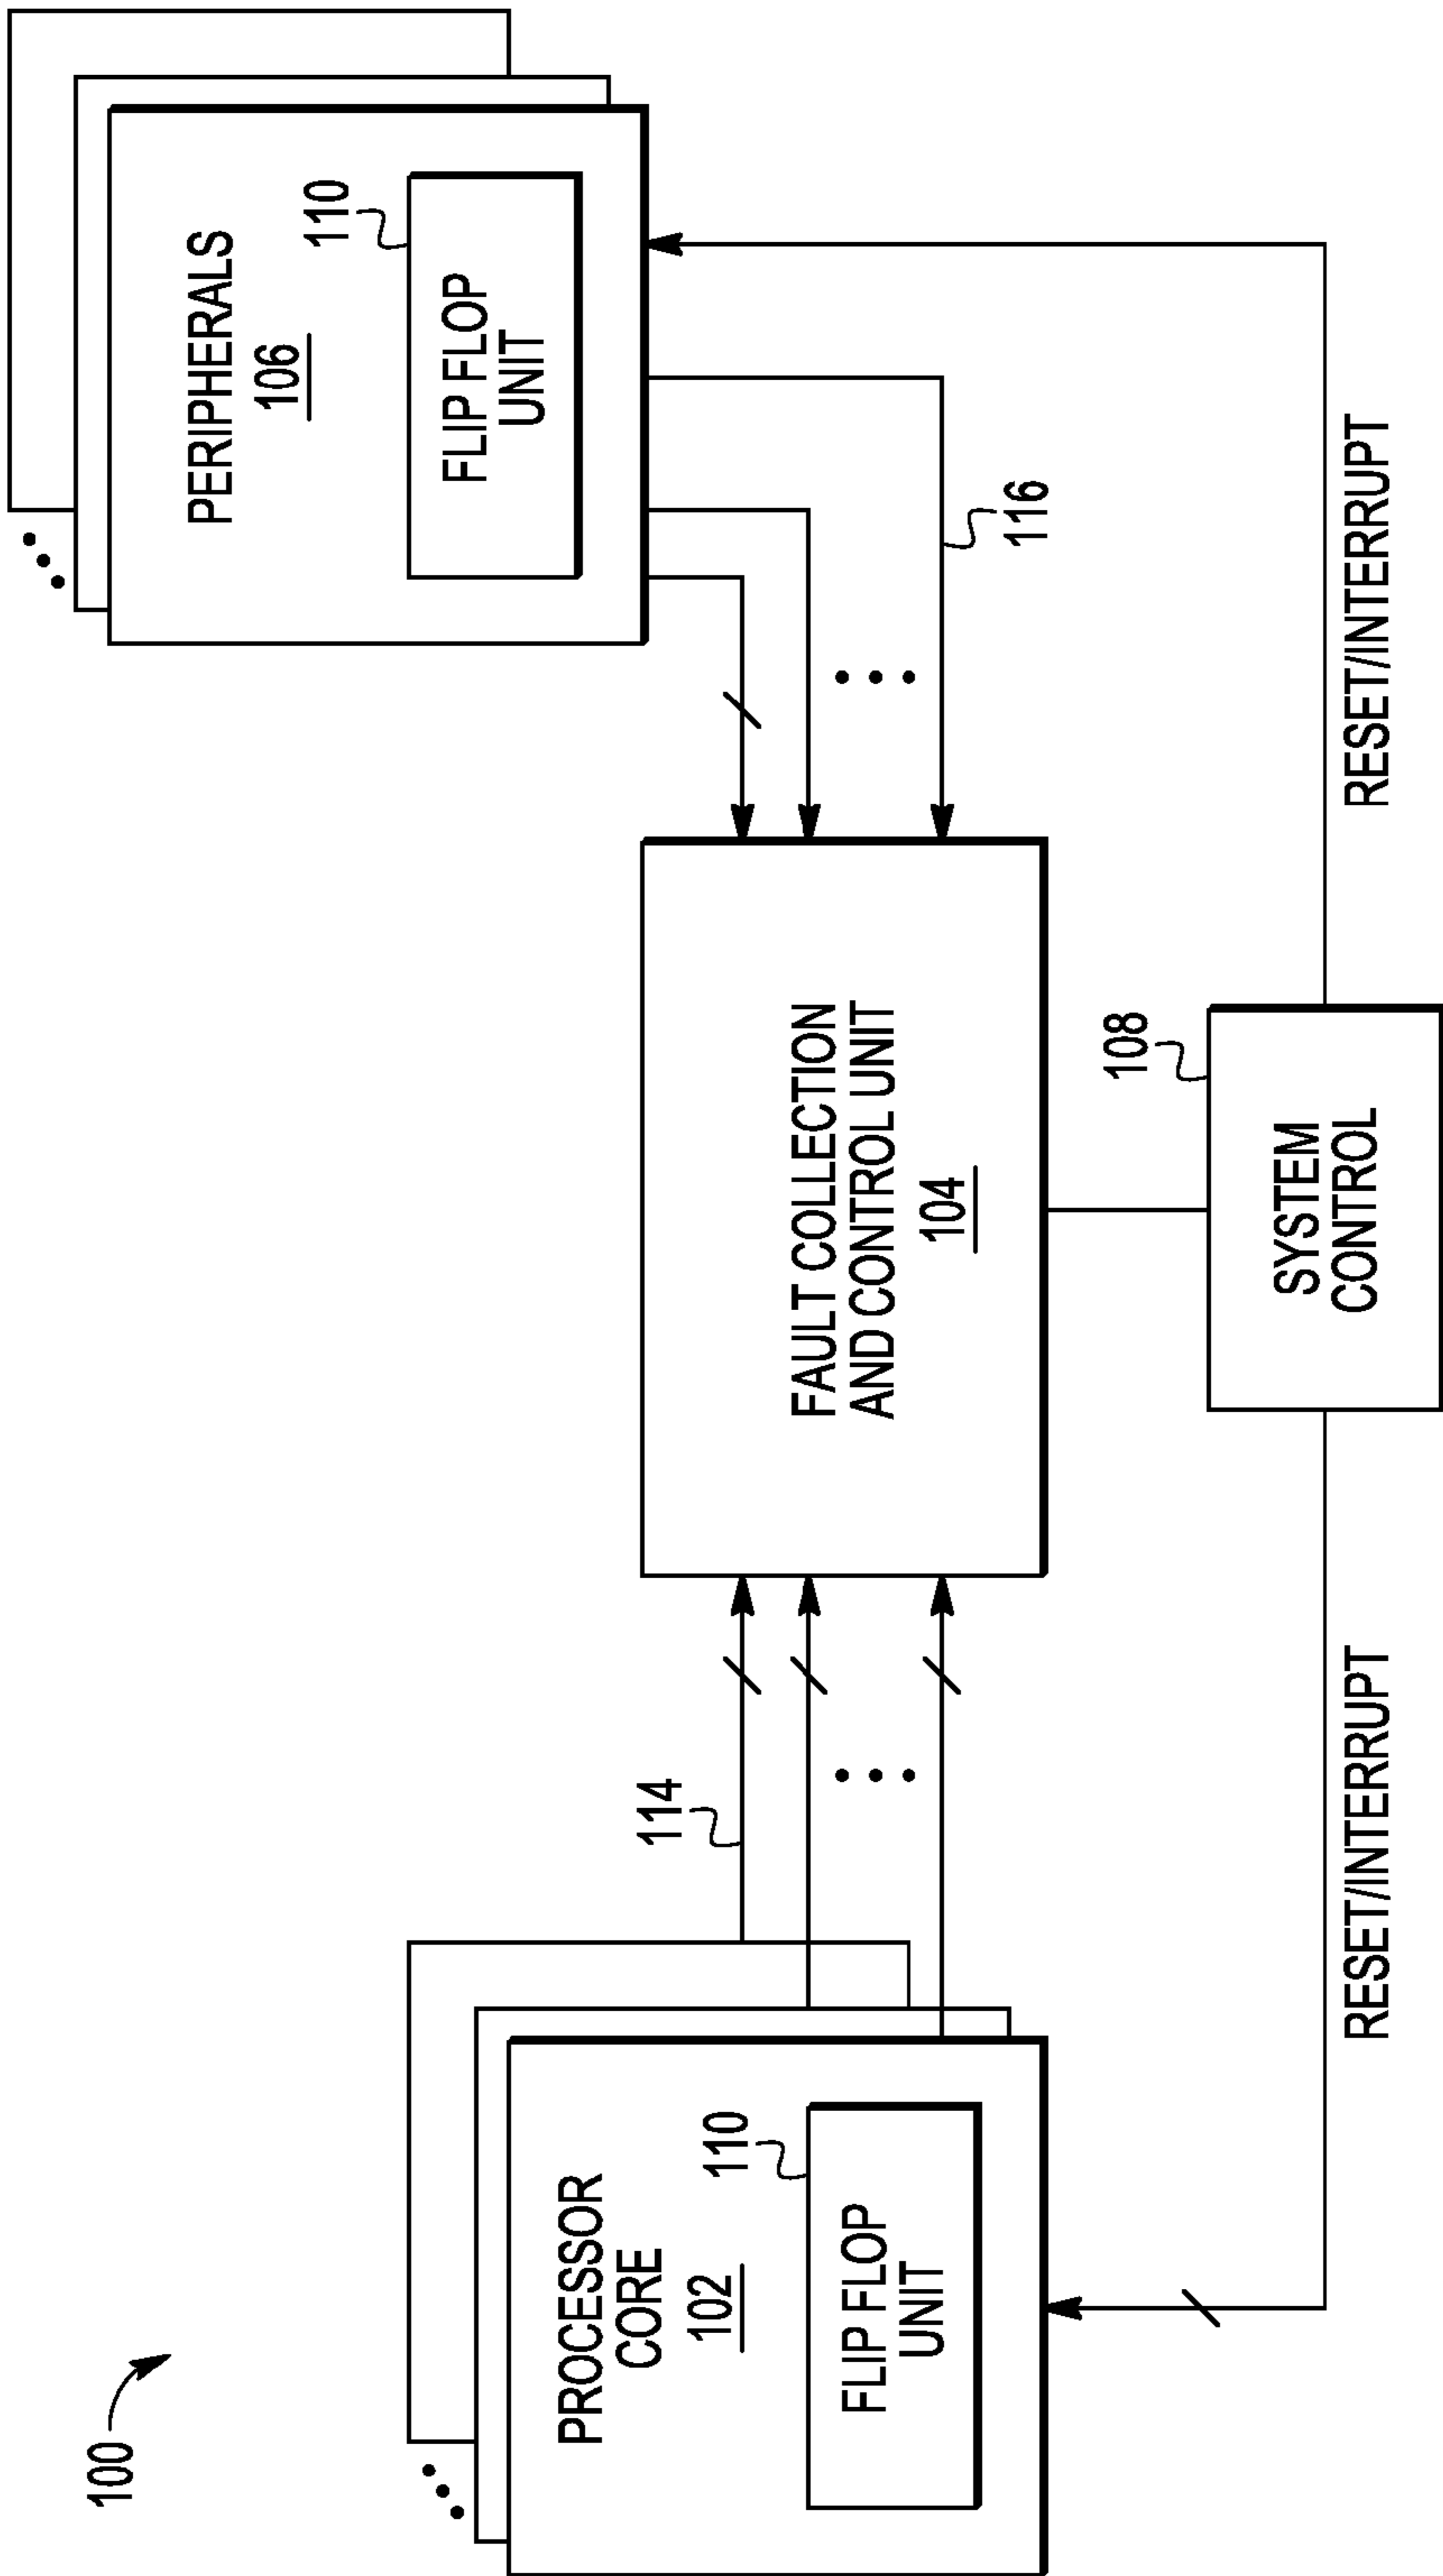 100
PROCESSOR
CORE
102
110
FLIP FLOP
UNIT
114
FAULT COLLECTION
AND CONTROL UNIT
104
PERIPHERALS
106
110
FLIP FLOP
UNIT
116
108
SYSTEM
CONTROL
RESET/INTERRUPT
RESET/INTERRUPT